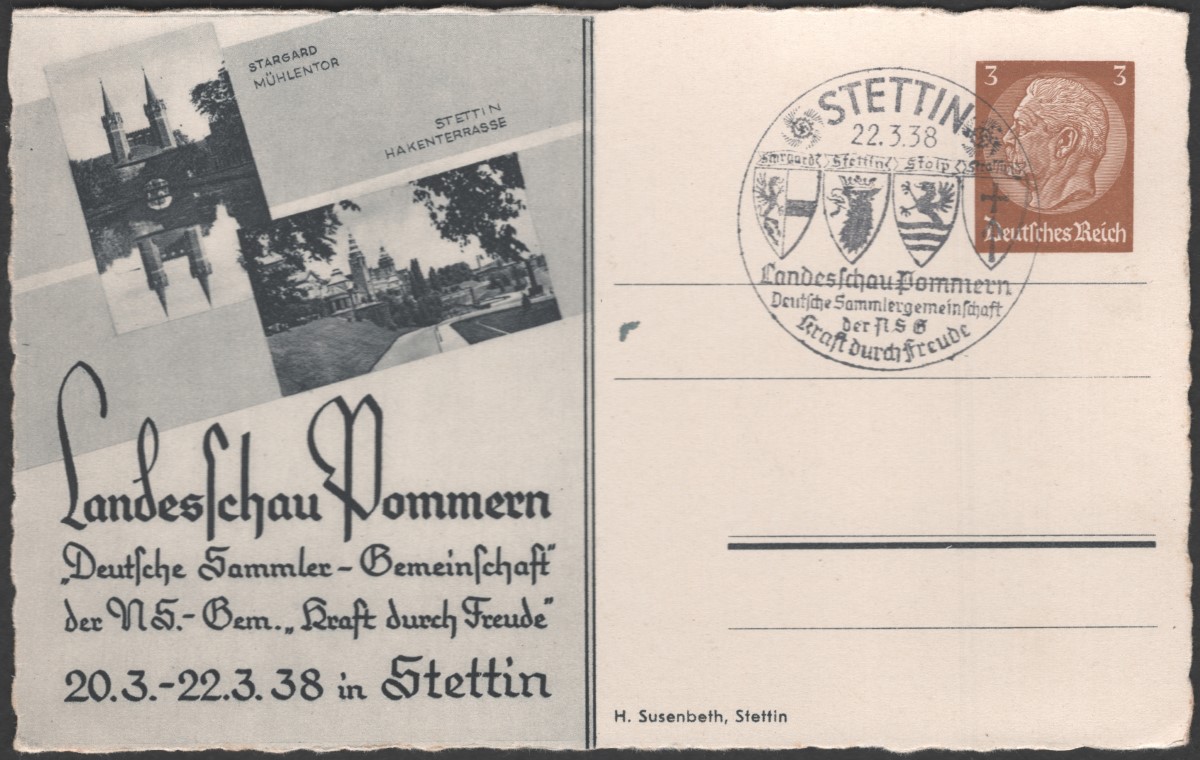 STARGARD
MÜHLENTOR
STETTIN
HAKENTERRASSE
Landesschau Pommern
„Deutsche Sammler-Gemeinschaft"
der NS.-Gem. „Kraft durch Freude"
20.3.-22.3.38 in Stettin
STETTIN
22.3.38
Stargard Stettin Stolp
Landesschau Pommern
Deutsche Sammlergemeinschaft
der NSG
Kraft durch Freude
3 3
Deutsches Reich
H. Susenbeth, Stettin